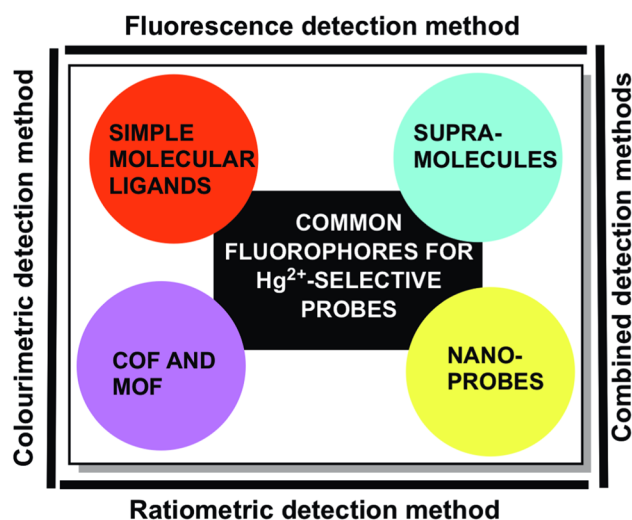 Fluorescence detection method
Colourimetric detection method
SIMPLE
MOLECULAR
LIGANDS
SUPRA-
MOLECULES
COMMON
FLUOROPHORES FOR
Hg²⁺-SELECTIVE
PROBES
COF AND
MOF
NANO-
PROBES
Combined detection methods
Ratiometric detection method